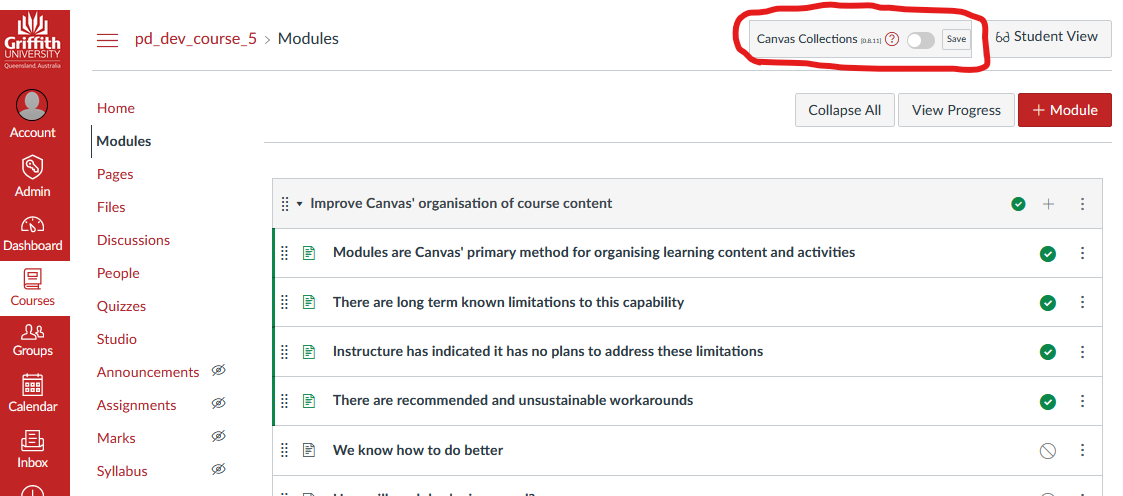 Griffith
UNIVERSITY
Queensland, Australia
Account
Admin
Dashboard
Courses
Groups
Calendar
Inbox
pd_dev_course_5 > Modules
Canvas Collections [0.8.11] ? Save
Student View
Collapse All
View Progress
+ Module
Home
Modules
Pages
Files
Discussions
People
Quizzes
Studio
Announcements
Assignments
Marks
Syllabus
Improve Canvas' organisation of course content
Modules are Canvas' primary method for organising learning content and activities
There are long term known limitations to this capability
Instructure has indicated it has no plans to address these limitations
There are recommended and unsustainable workarounds
We know how to do better